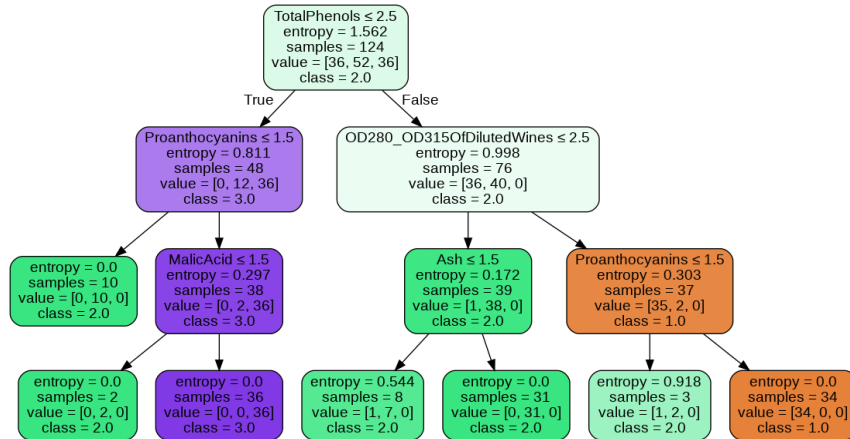 TotalPhenols ≤ 2.5
entropy = 1.562
samples = 124
value = [36, 52, 36]
class = 2.0
True
False
Proanthocyanins ≤ 1.5
entropy = 0.811
samples = 48
value = [0, 12, 36]
class = 3.0
OD280_OD315OfDilutedWines ≤ 2.5
entropy = 0.998
samples = 76
value = [36, 40, 0]
class = 2.0
entropy = 0.0
samples = 10
value = [0, 10, 0]
class = 2.0
MalicAcid ≤ 1.5
entropy = 0.297
samples = 38
value = [0, 2, 36]
class = 3.0
Ash ≤ 1.5
entropy = 0.172
samples = 39
value = [1, 38, 0]
class = 2.0
Proanthocyanins ≤ 1.5
entropy = 0.303
samples = 37
value = [35, 2, 0]
class = 1.0
entropy = 0.0
samples = 2
value = [0, 2, 0]
class = 2.0
entropy = 0.0
samples = 36
value = [0, 0, 36]
class = 3.0
entropy = 0.544
samples = 8
value = [1, 7, 0]
class = 2.0
entropy = 0.0
samples = 31
value = [0, 31, 0]
class = 2.0
entropy = 0.918
samples = 3
value = [1, 2, 0]
class = 2.0
entropy = 0.0
samples = 34
value = [34, 0, 0]
class = 1.0